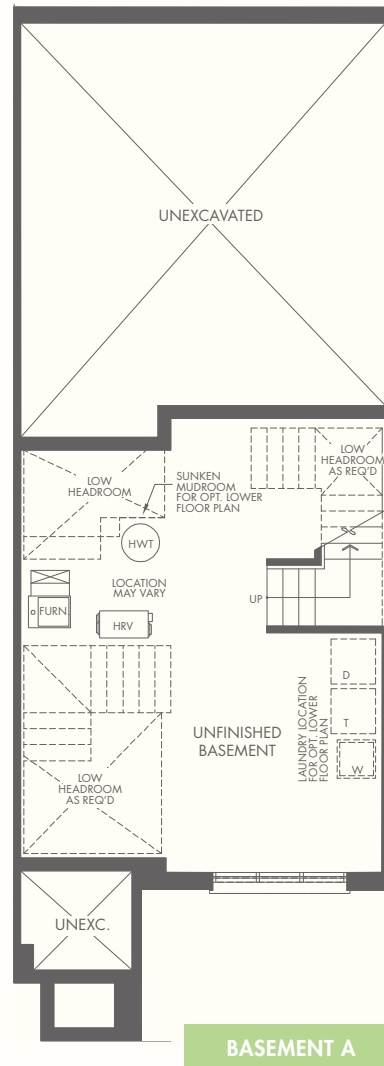 UNEXCAVATED
LOW
HEADROOM
AS REQ'D
LOW
HEADROOM
SUNKEN
MUDROOM
FOR OPT. LOWER
FLOOR PLAN
HWT
LOCATION
MAY VARY
FURN.
HRV
UP
D
T
W
LAUNDRY LOCATION
FOR OPT. LOWER
FLOOR PLAN
UNFINISHED
BASEMENT
LOW
HEADROOM
AS REQ'D
UNEXC.
BASEMENT A